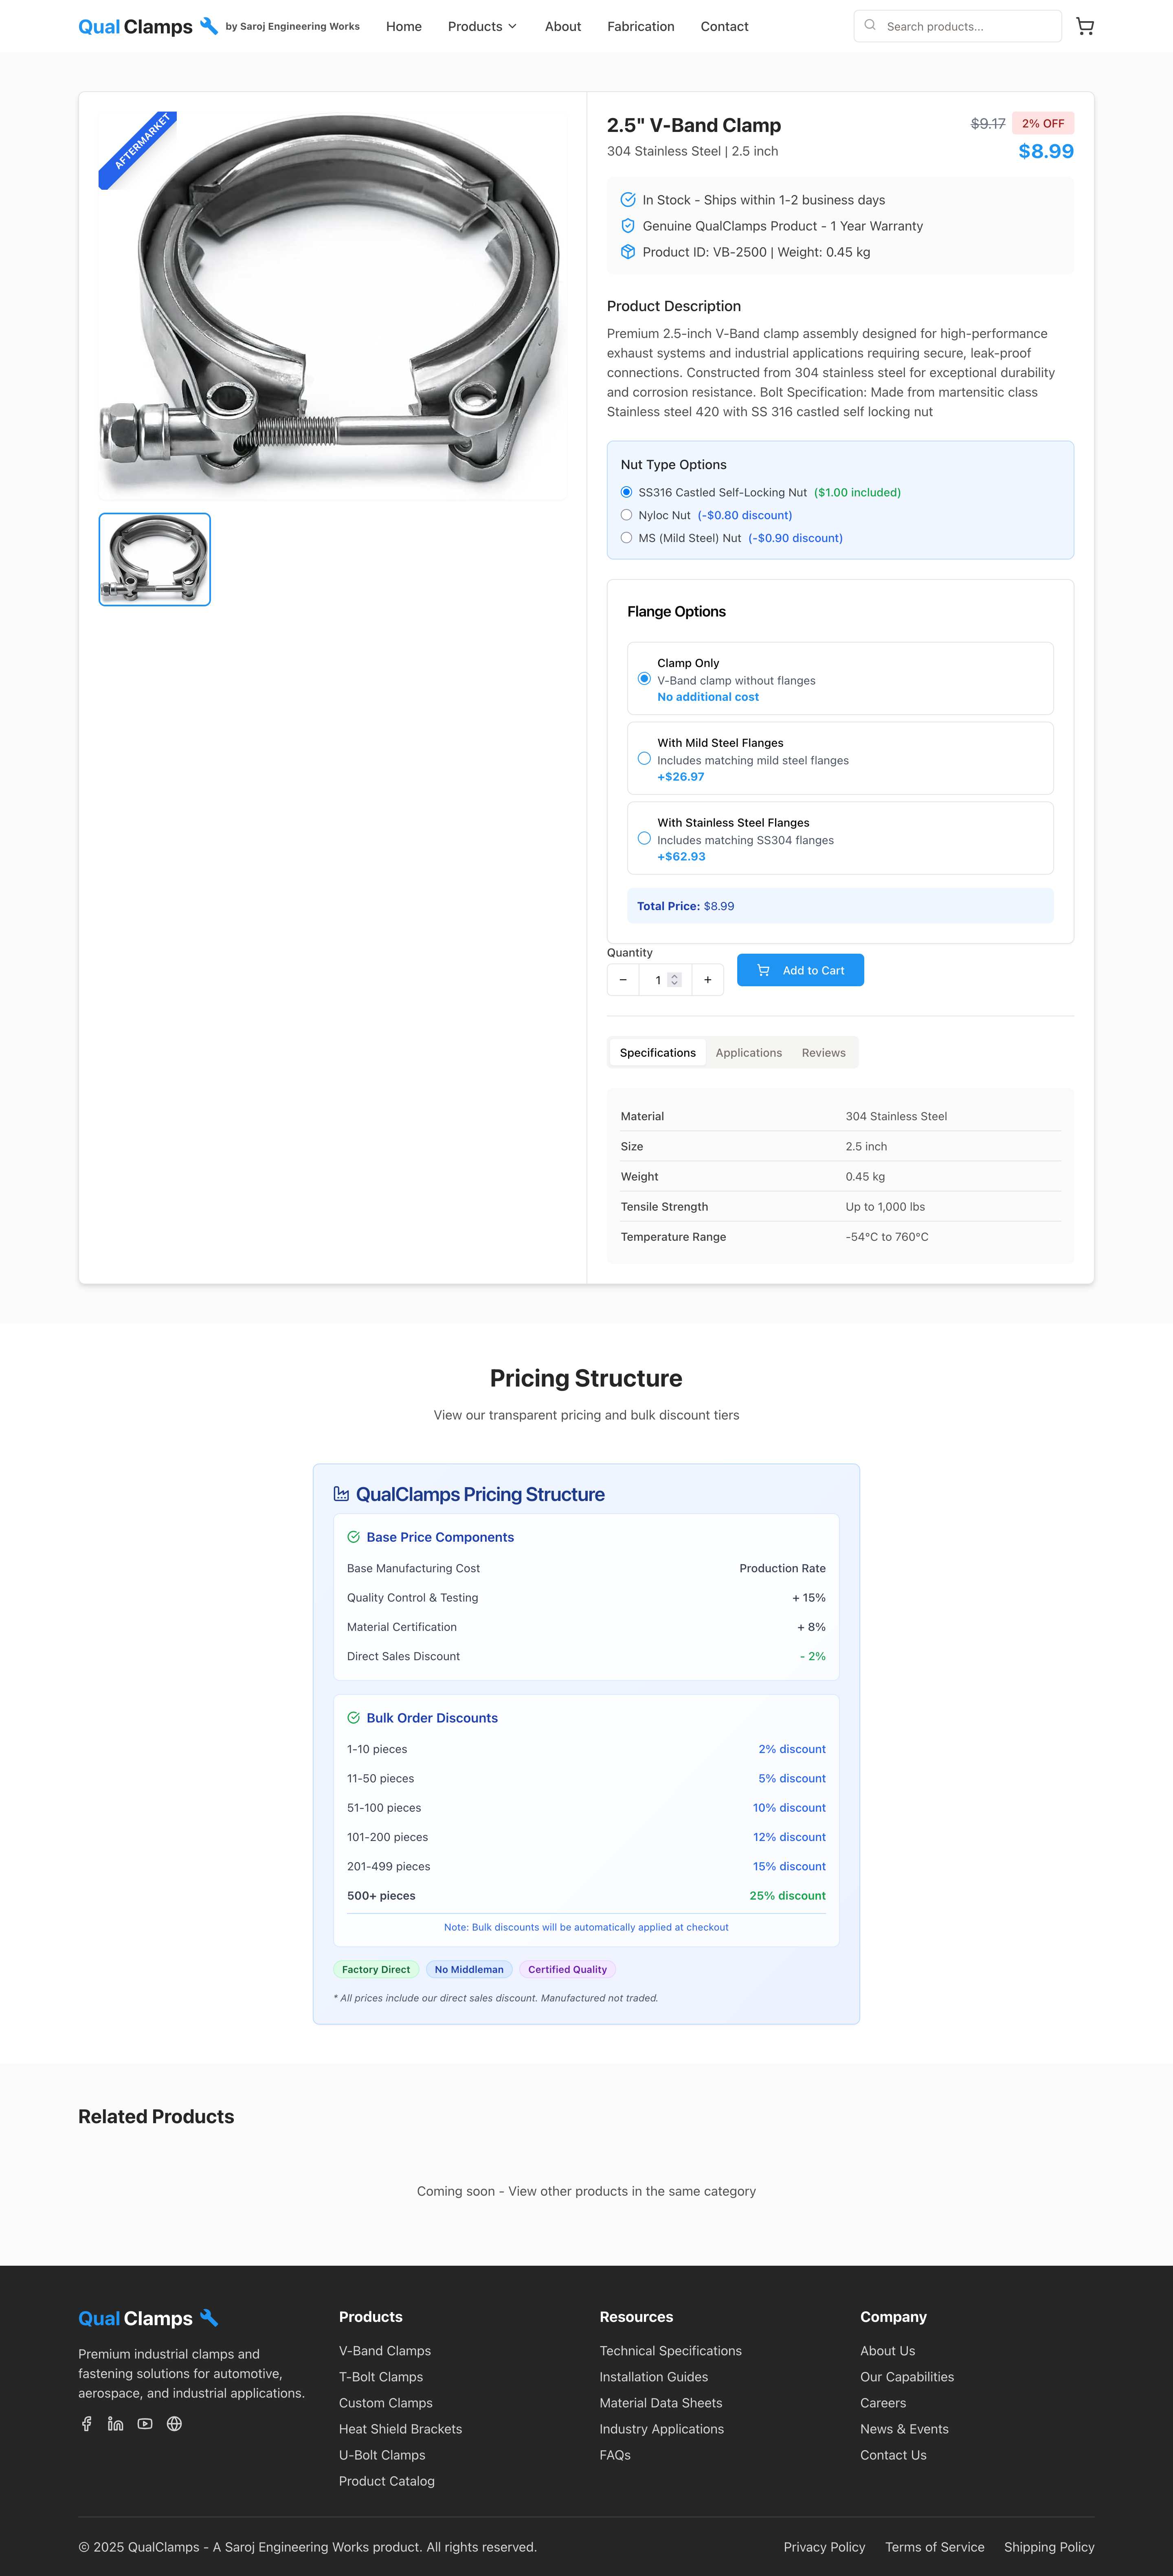 Qual Clamps by Saroj Engineering Works Home Products About Fabrication Contact Search products...
AFTERMARKET
2.5" V-Band Clamp
$9.17 2% OFF
304 Stainless Steel | 2.5 inch
$8.99
In Stock - Ships within 1-2 business days
Genuine QualClamps Product - 1 Year Warranty
Product ID: VB-2500 | Weight: 0.45 kg
Product Description
Premium 2.5-inch V-Band clamp assembly designed for high-performance
exhaust systems and industrial applications requiring secure, leak-proof
connections. Constructed from 304 stainless steel for exceptional durability
and corrosion resistance. Bolt Specification: Made from martensitic class
Stainless steel 420 with SS 316 castled self locking nut
Nut Type Options
SS316 Castled Self-Locking Nut ($1.00 included)
Nyloc Nut (-$0.80 discount)
MS (Mild Steel) Nut (-$0.90 discount)
Flange Options
Clamp Only
V-Band clamp without flanges
No additional cost
With Mild Steel Flanges
Includes matching mild steel flanges
+$26.97
With Stainless Steel Flanges
Includes matching SS304 flanges
+$62.93
Total Price: $8.99
Quantity
− 1 +
Add to Cart
Specifications Applications Reviews
Material 304 Stainless Steel
Size 2.5 inch
Weight 0.45 kg
Tensile Strength Up to 1,000 lbs
Temperature Range -54°C to 760°C
Pricing Structure
View our transparent pricing and bulk discount tiers
QualClamps Pricing Structure
Base Price Components
Base Manufacturing Cost Production Rate
Quality Control & Testing + 15%
Material Certification + 8%
Direct Sales Discount - 2%
Bulk Order Discounts
1-10 pieces 2% discount
11-50 pieces 5% discount
51-100 pieces 10% discount
101-200 pieces 12% discount
201-499 pieces 15% discount
500+ pieces 25% discount
Note: Bulk discounts will be automatically applied at checkout
Factory Direct No Middleman Certified Quality
* All prices include our direct sales discount. Manufactured not traded.
Related Products
Coming soon - View other products in the same category
Qual Clamps
Premium industrial clamps and
fastening solutions for automotive,
aerospace, and industrial applications.
Products
V-Band Clamps
T-Bolt Clamps
Custom Clamps
Heat Shield Brackets
U-Bolt Clamps
Product Catalog
Resources
Technical Specifications
Installation Guides
Material Data Sheets
Industry Applications
FAQs
Company
About Us
Our Capabilities
Careers
News & Events
Contact Us
© 2025 QualClamps - A Saroj Engineering Works product. All rights reserved.
Privacy Policy Terms of Service Shipping Policy